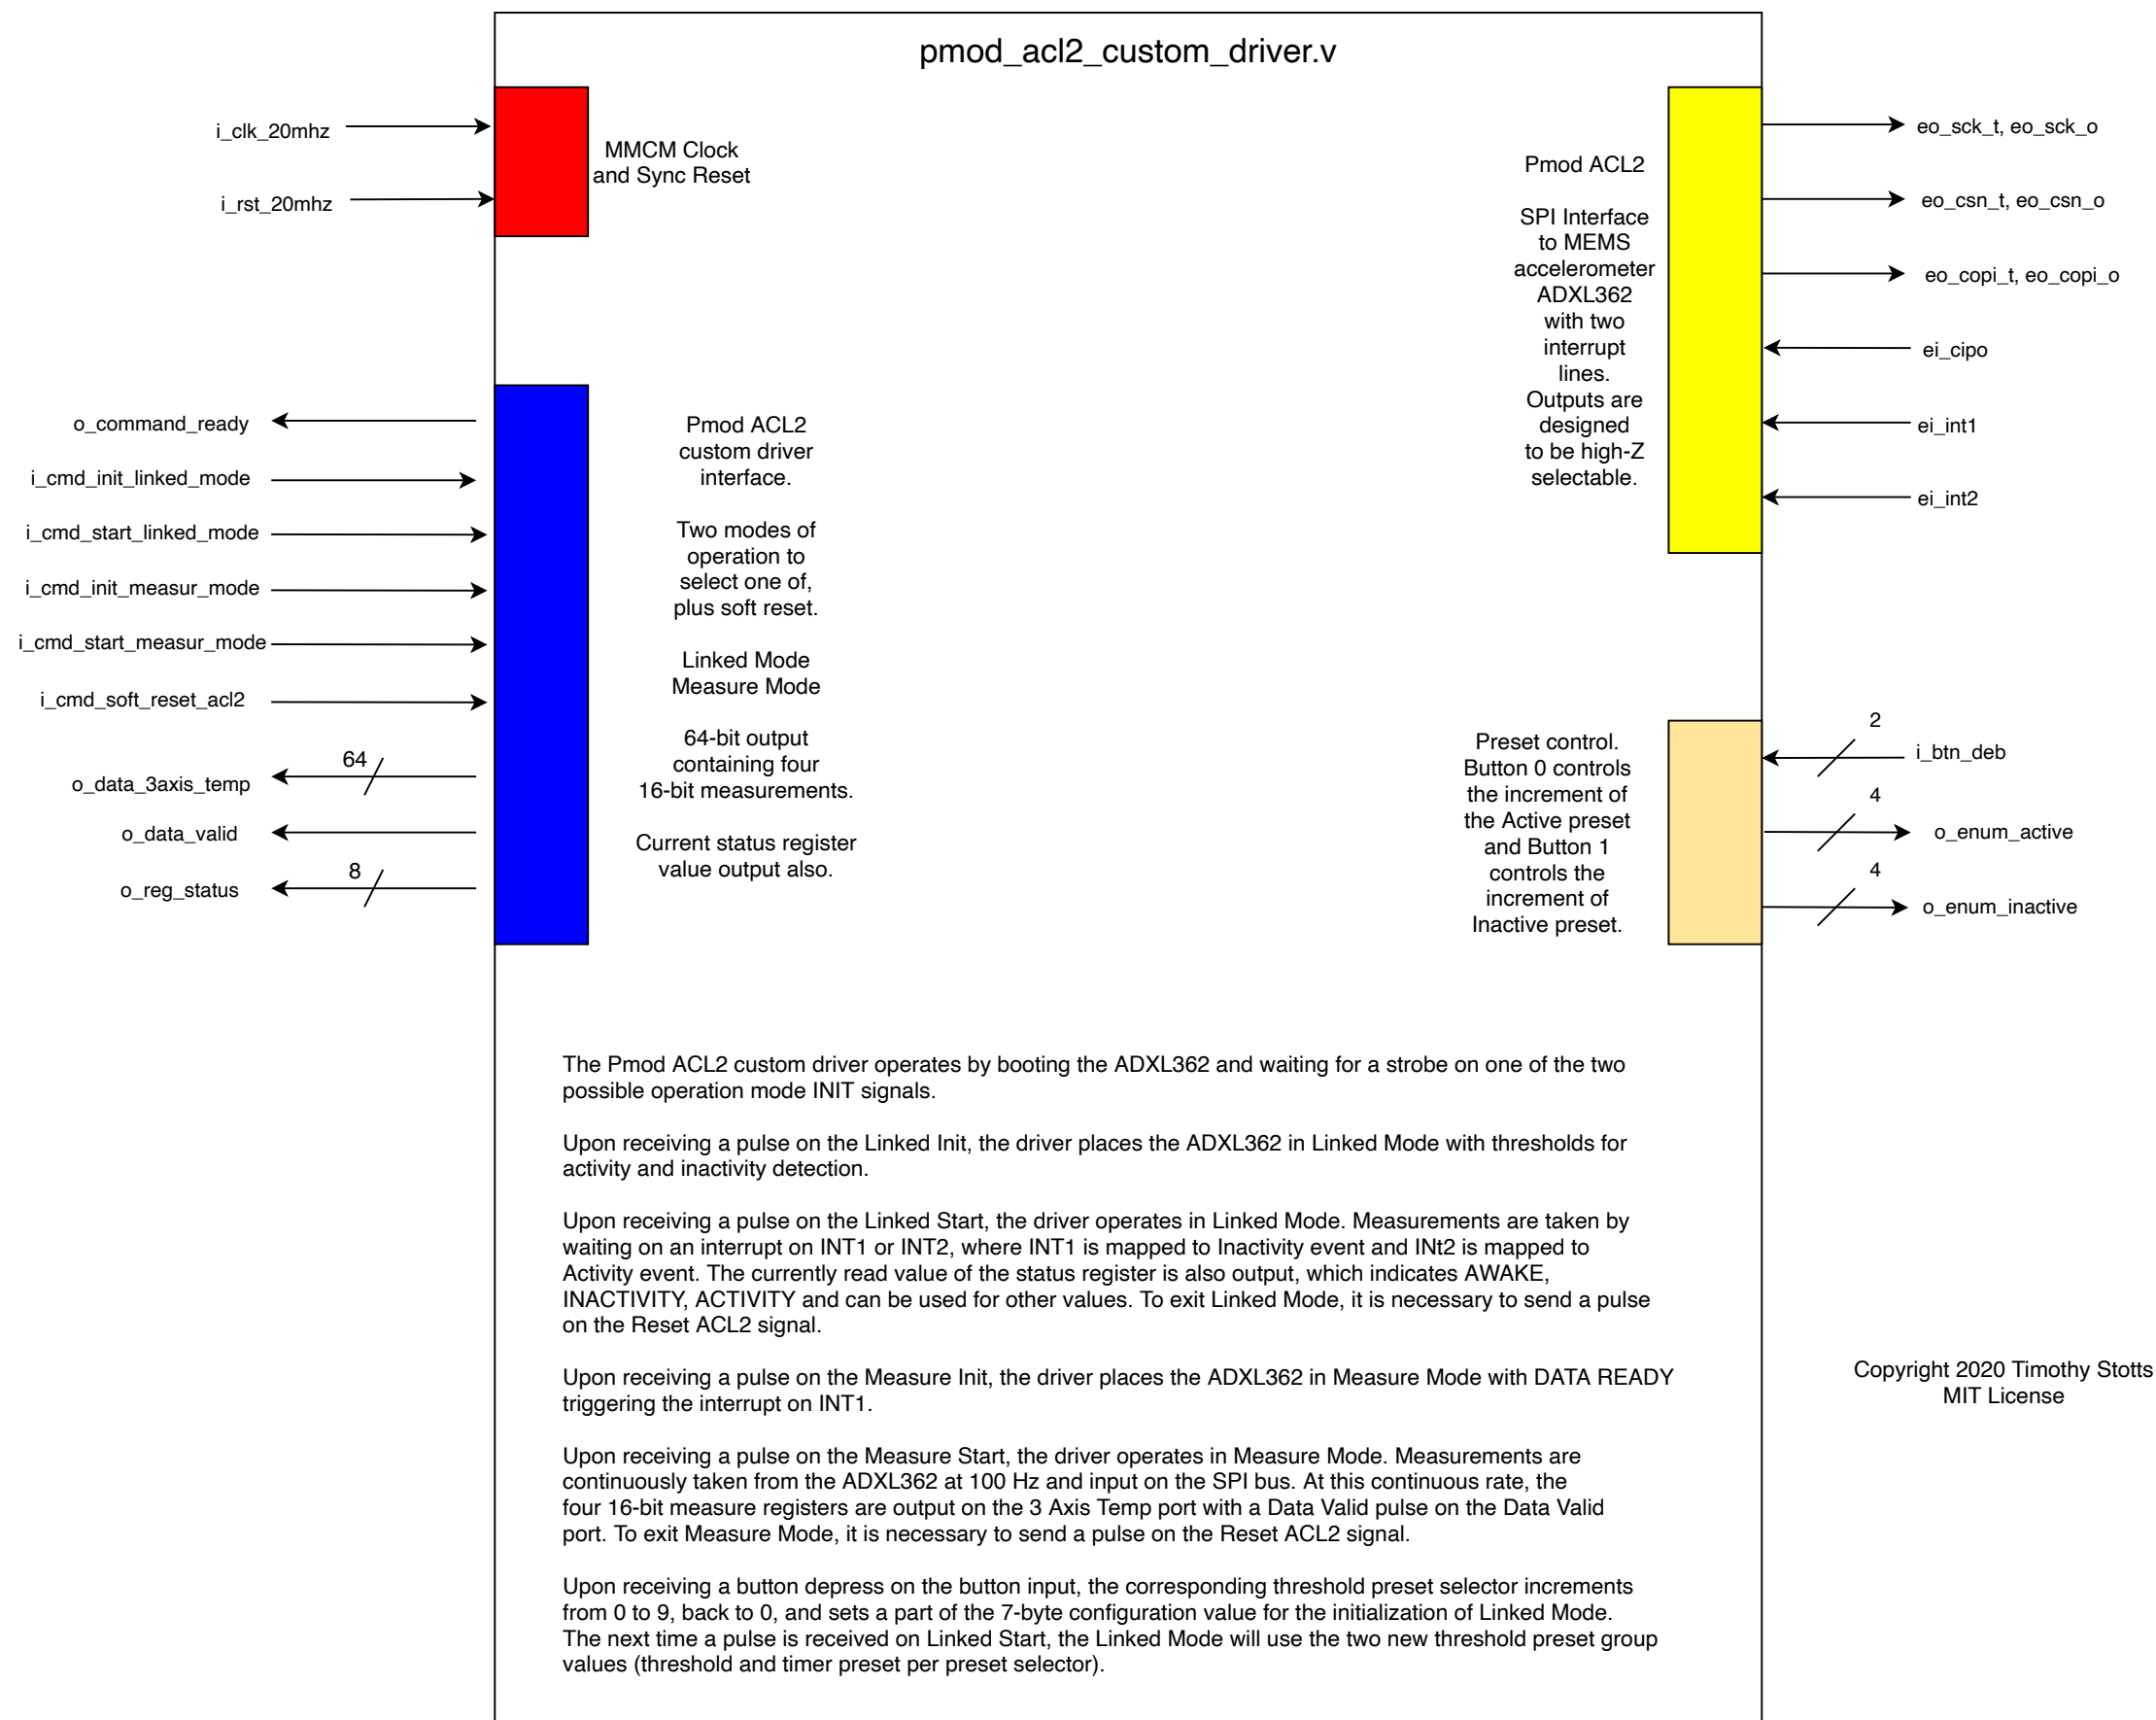 pmod_acl2_custom_driver.v
i_clk_20mhz
i_rst_20mhz
MMCM Clock
and Sync Reset
o_command_ready
i_cmd_init_linked_mode
i_cmd_start_linked_mode
i_cmd_init_measur_mode
i_cmd_start_measur_mode
i_cmd_soft_reset_acl2
64
o_data_3axis_temp
o_data_valid
8
o_reg_status
Pmod ACL2
custom driver
interface.
Two modes of
operation to
select one of,
plus soft reset.
Linked Mode
Measure Mode
64-bit output
containing four
16-bit measurements.
Current status register
value output also.
Pmod ACL2
SPI Interface
to MEMS
accelerometer
ADXL362
with two
interrupt
lines.
Outputs are
designed
to be high-Z
selectable.
eo_sck_t, eo_sck_o
eo_csn_t, eo_csn_o
eo_copi_t, eo_copi_o
ei_cipo
ei_int1
ei_int2
Preset control.
Button 0 controls
the increment of
the Active preset
and Button 1
controls the
increment of
Inactive preset.
2
i_btn_deb
4
o_enum_active
4
o_enum_inactive
The Pmod ACL2 custom driver operates by booting the ADXL362 and waiting for a strobe on one of the two
possible operation mode INIT signals.
Upon receiving a pulse on the Linked Init, the driver places the ADXL362 in Linked Mode with thresholds for
activity and inactivity detection.
Upon receiving a pulse on the Linked Start, the driver operates in Linked Mode. Measurements are taken by
waiting on an interrupt on INT1 or INT2, where INT1 is mapped to Inactivity event and INt2 is mapped to
Activity event. The currently read value of the status register is also output, which indicates AWAKE,
INACTIVITY, ACTIVITY and can be used for other values. To exit Linked Mode, it is necessary to send a pulse
on the Reset ACL2 signal.
Upon receiving a pulse on the Measure Init, the driver places the ADXL362 in Measure Mode with DATA READY
triggering the interrupt on INT1.
Upon receiving a pulse on the Measure Start, the driver operates in Measure Mode. Measurements are
continuously taken from the ADXL362 at 100 Hz and input on the SPI bus. At this continuous rate, the
four 16-bit measure registers are output on the 3 Axis Temp port with a Data Valid pulse on the Data Valid
port. To exit Measure Mode, it is necessary to send a pulse on the Reset ACL2 signal.
Upon receiving a button depress on the button input, the corresponding threshold preset selector increments
from 0 to 9, back to 0, and sets a part of the 7-byte configuration value for the initialization of Linked Mode.
The next time a pulse is received on Linked Start, the Linked Mode will use the two new threshold preset group
values (threshold and timer preset per preset selector).
Copyright 2020 Timothy Stotts
MIT License